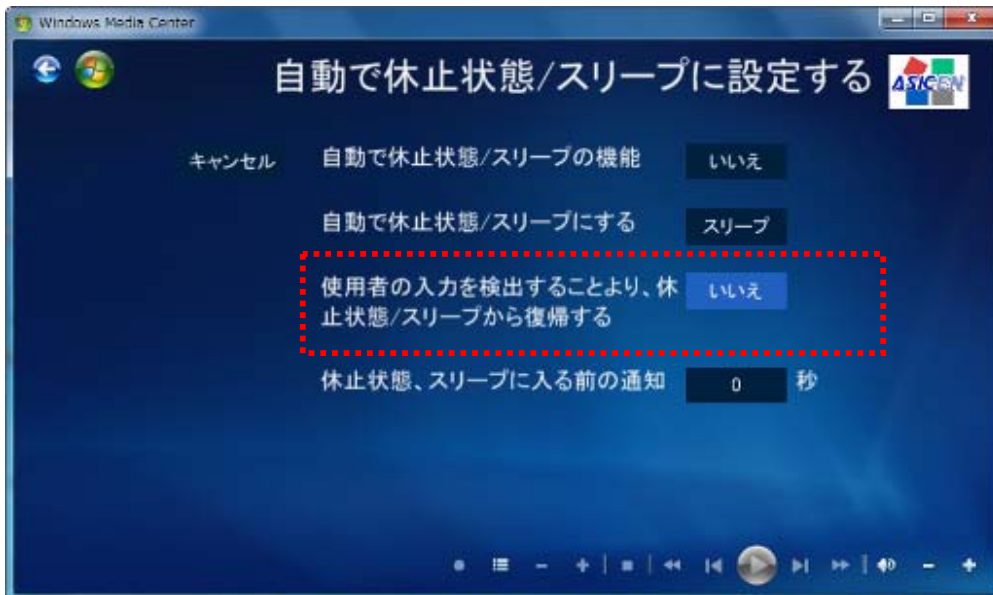 Windows Media Center
自動で休止状態/スリープに設定する
ASICEN
キャンセル
自動で休止状態/スリープの機能 いいえ
自動で休止状態/スリープにする スリープ
使用者の入力を検出することより、休 いいえ
止状態/スリープから復帰する
休止状態、スリープに入る前の通知 0 秒